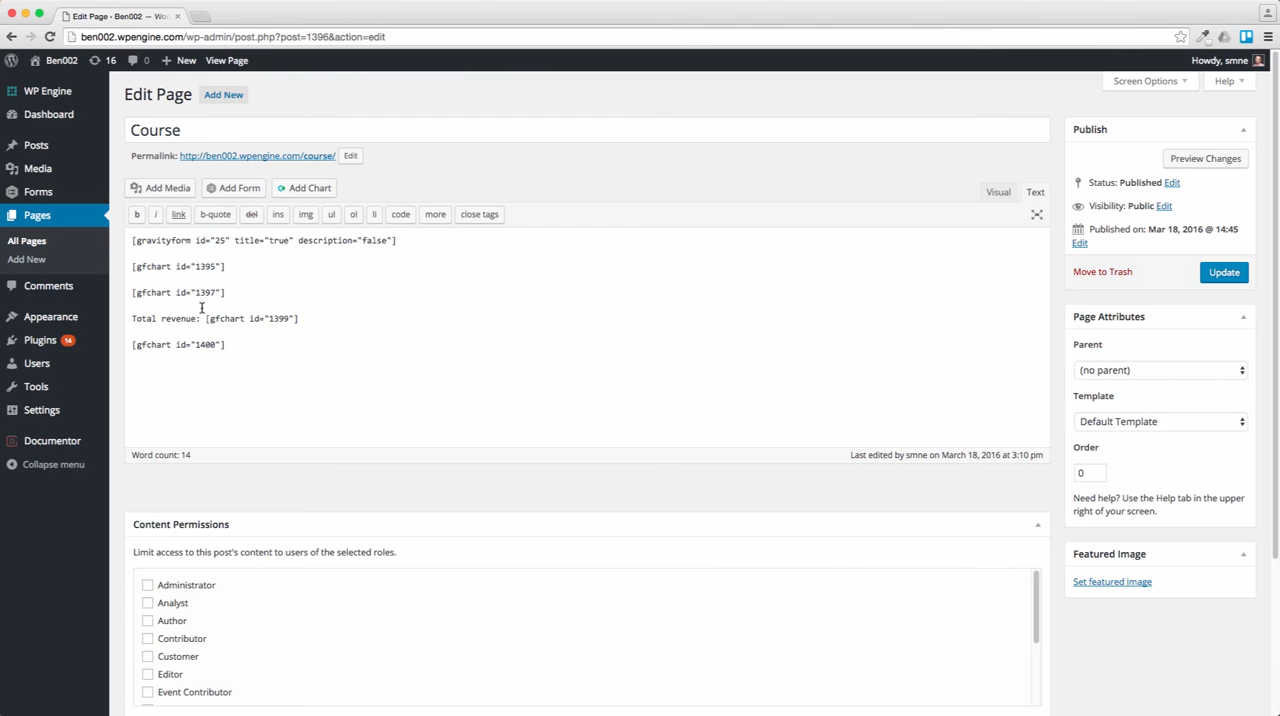 Edit Page ‹ Ben002 — Wor
ben002.wpengine.com/wp-admin/post.php?post=1396&action=edit
Ben002 16 0 + New View Page Howdy, smne
Screen Options Help
WP Engine
Dashboard
Posts
Media
Forms
Pages
All Pages
Add New
Comments
Appearance
Plugins 14
Users
Tools
Settings
Documentor
Collapse menu
Edit Page Add New
Course
Permalink: http://ben002.wpengine.com/course/ Edit
Add Media Add Form Add Chart Visual Text
b i link b-quote del ins img ul ol li code more close tags
[gravityform id="25" title="true" description="false"]
[gfchart id="1395"]
[gfchart id="1397"]
Total revenue: [gfchart id="1399"]
[gfchart id="1400"]
Word count: 14 Last edited by smne on March 18, 2016 at 3:10 pm
Content Permissions
Limit access to this post's content to users of the selected roles.
Administrator
Analyst
Author
Contributor
Customer
Editor
Event Contributor
Publish
Preview Changes
Status: Published Edit
Visibility: Public Edit
Published on: Mar 18, 2016 @ 14:45
Edit
Move to Trash Update
Page Attributes
Parent
(no parent)
Template
Default Template
Order
0
Need help? Use the Help tab in the upper
right of your screen.
Featured Image
Set featured image